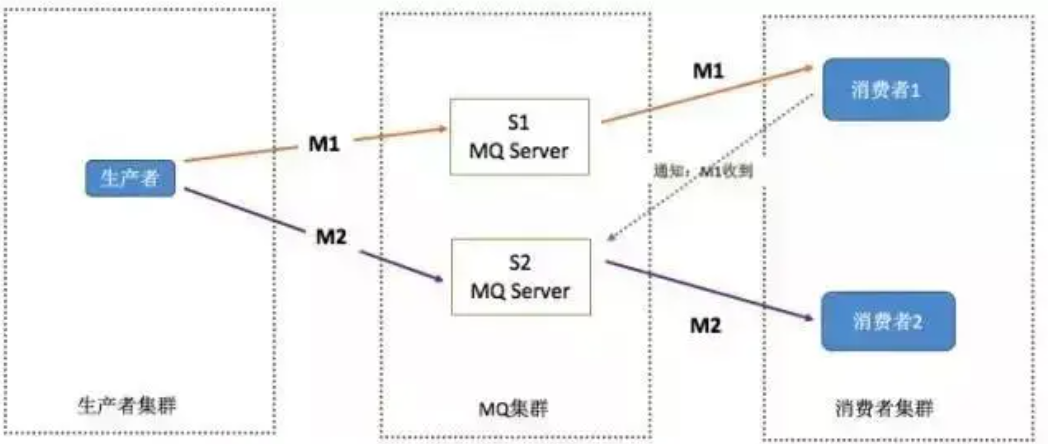 M1
消费者1
S1
MQ Server
M1
通知：M1收到
生产者
M2
S2
MQ Server
消费者2
M2
生产者集群
MQ集群
消费者集群